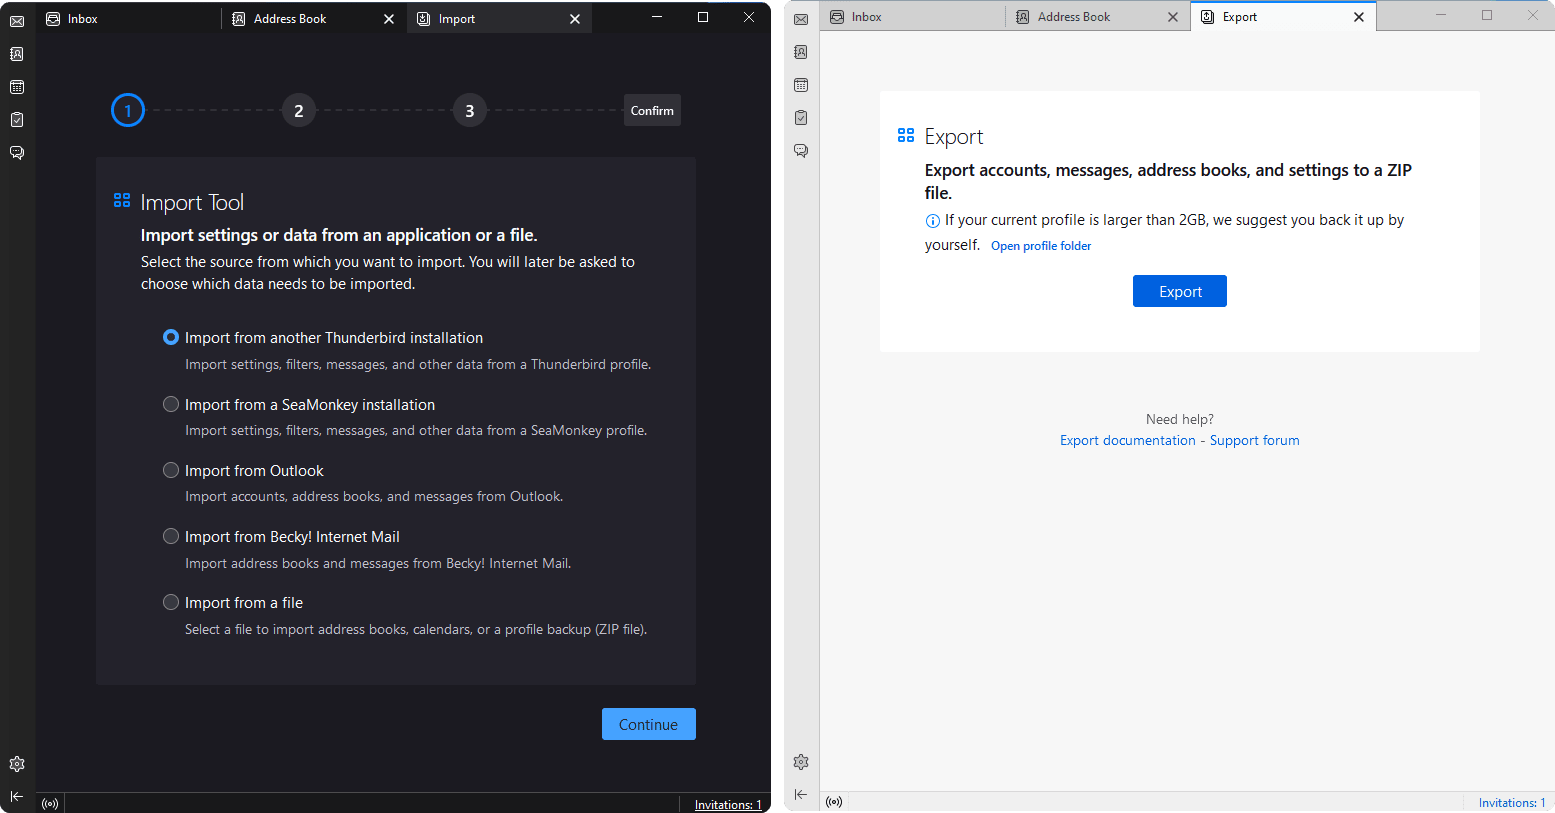 Inbox
Address Book
Import
1
2
3
Confirm
Import Tool
Import settings or data from an application or a file.
Select the source from which you want to import. You will later be asked to
choose which data needs to be imported.
Import from another Thunderbird installation
Import settings, filters, messages, and other data from a Thunderbird profile.
Import from a SeaMonkey installation
Import settings, filters, messages, and other data from a SeaMonkey profile.
Import from Outlook
Import accounts, address books, and messages from Outlook.
Import from Becky! Internet Mail
Import address books and messages from Becky! Internet Mail.
Import from a file
Select a file to import address books, calendars, or a profile backup (ZIP file).
Continue
Invitations: 1
Inbox
Address Book
Export
Export
Export accounts, messages, address books, and settings to a ZIP
file.
If your current profile is larger than 2GB, we suggest you back it up by
yourself. Open profile folder
Export
Need help?
Export documentation - Support forum
Invitations: 1